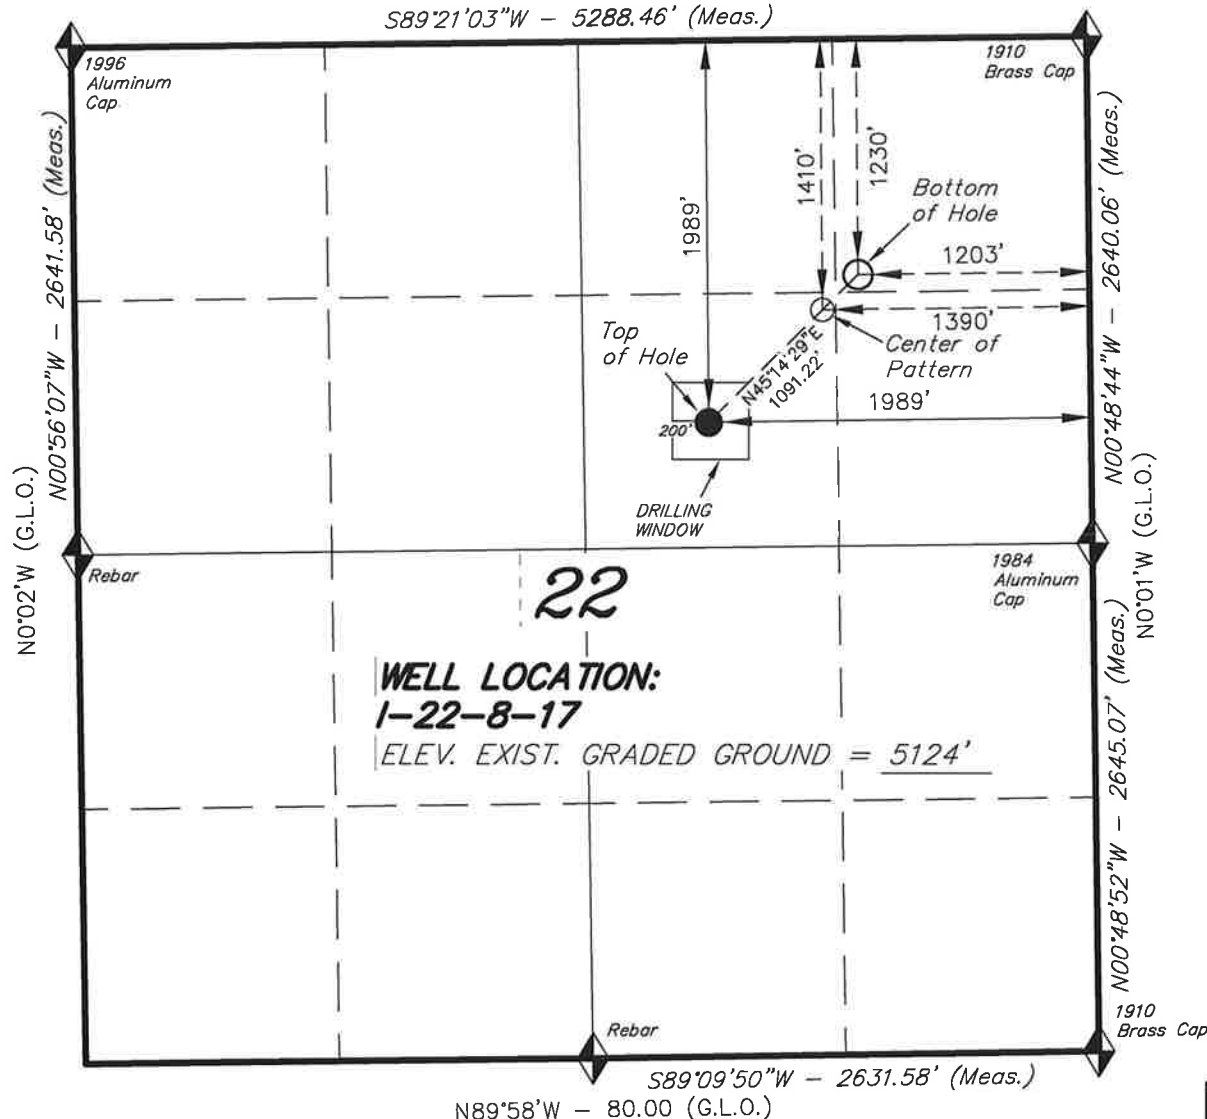 S89°21'03"W – 5288.46' (Meas.)
1996
Aluminum
Cap
1910
Brass Cap
N00°56'07"W – 2641.58' (Meas.)
N0°02'W (G.L.O.)
1989'
1410'
1230'
Bottom
of Hole
1203'
1390'
Center of
Pattern
Top
of Hole
N45°14'29"E
1091.22'
1989'
200'
DRILLING
WINDOW
N00°48'44"W – 2640.06' (Meas.)
N0°01'W (G.L.O.)
Rebar
1984
Aluminum
Cap
22
WELL LOCATION:
I–22–8–17
ELEV. EXIST. GRADED GROUND = 5124'
N00°48'52"W – 2645.07' (Meas.)
Rebar
1910
Brass Cap
S89°09'50"W – 2631.58' (Meas.)
N89°58'W – 80.00 (G.L.O.)